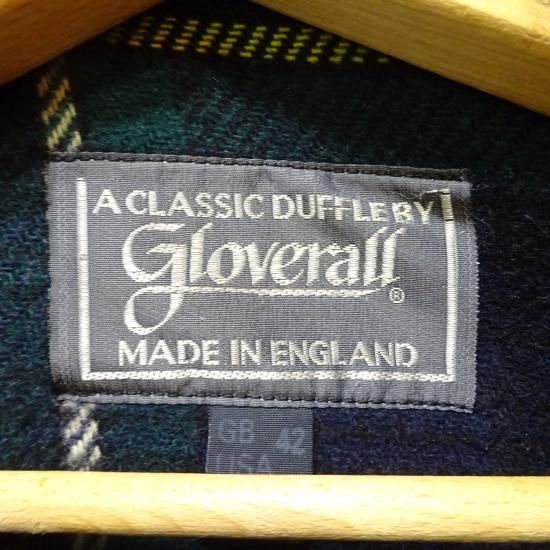 A CLASSIC DUFFLE BY
Gloverall®
MADE IN ENGLAND
GB 42
USA